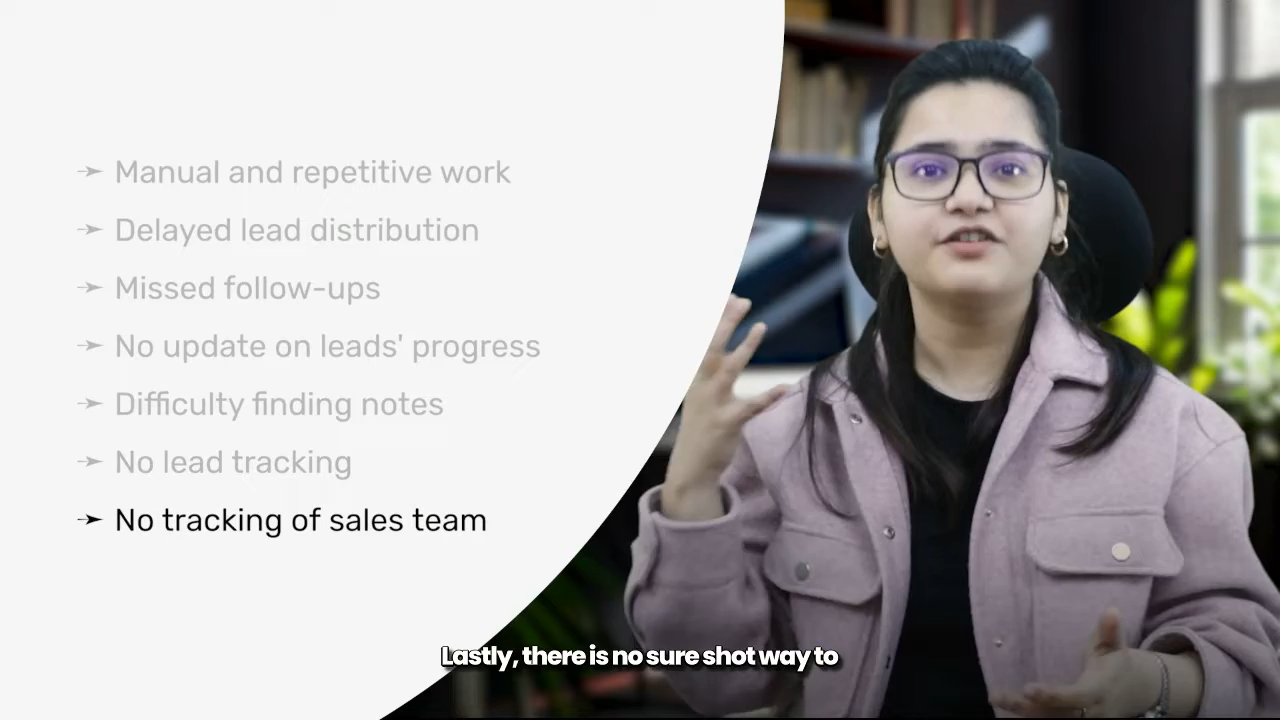 Manual and repetitive work
Delayed lead distribution
Missed follow-ups
No update on leads' progress
Difficulty finding notes
No lead tracking
No tracking of sales team
Lastly, there is no sure shot way to